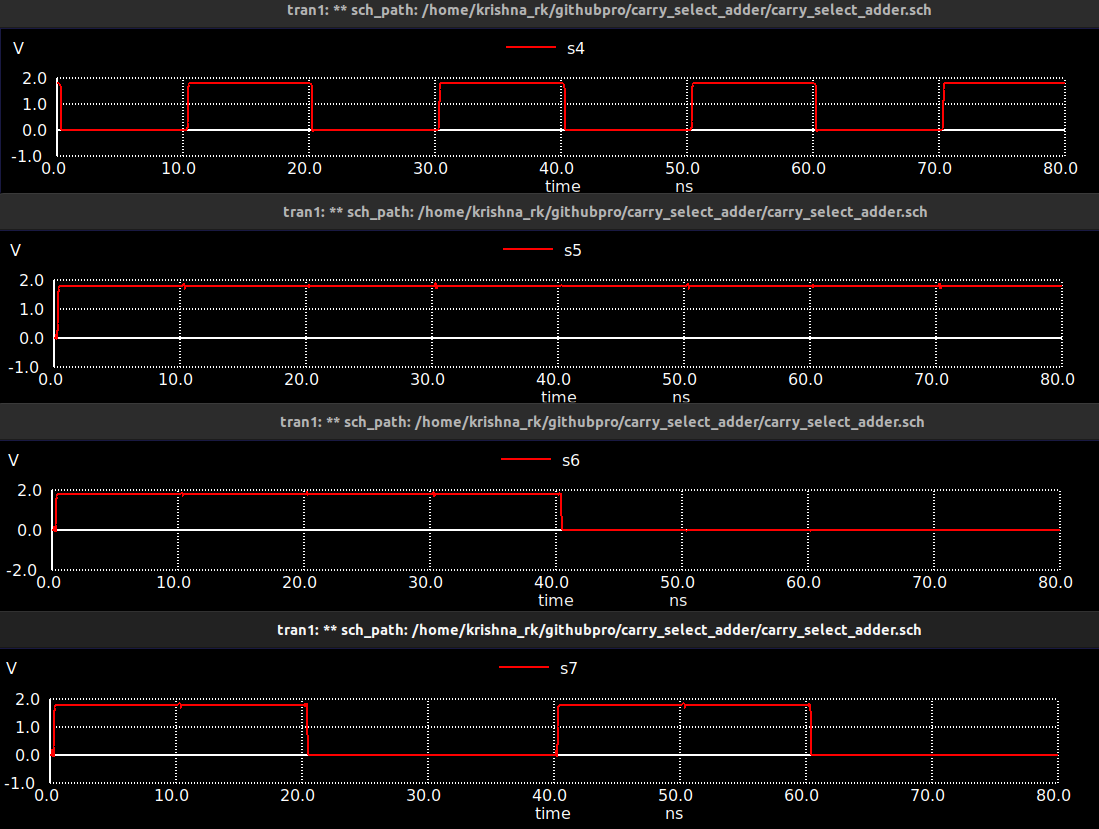 tran1: ** sch_path: /home/krishna_rk/githubpro/carry_select_adder/carry_select_adder.sch
V
s4
2.0
1.0
0.0
-1.0
0.0 10.0 20.0 30.0 40.0 50.0 60.0 70.0 80.0
time ns
tran1: ** sch_path: /home/krishna_rk/githubpro/carry_select_adder/carry_select_adder.sch
V
s5
2.0
1.0
0.0
-1.0
0.0 10.0 20.0 30.0 40.0 50.0 60.0 70.0 80.0
time ns
tran1: ** sch_path: /home/krishna_rk/githubpro/carry_select_adder/carry_select_adder.sch
V
s6
2.0
0.0
-2.0
0.0 10.0 20.0 30.0 40.0 50.0 60.0 70.0 80.0
time ns
tran1: ** sch_path: /home/krishna_rk/githubpro/carry_select_adder/carry_select_adder.sch
V
s7
2.0
1.0
0.0
-1.0
0.0 10.0 20.0 30.0 40.0 50.0 60.0 70.0 80.0
time ns